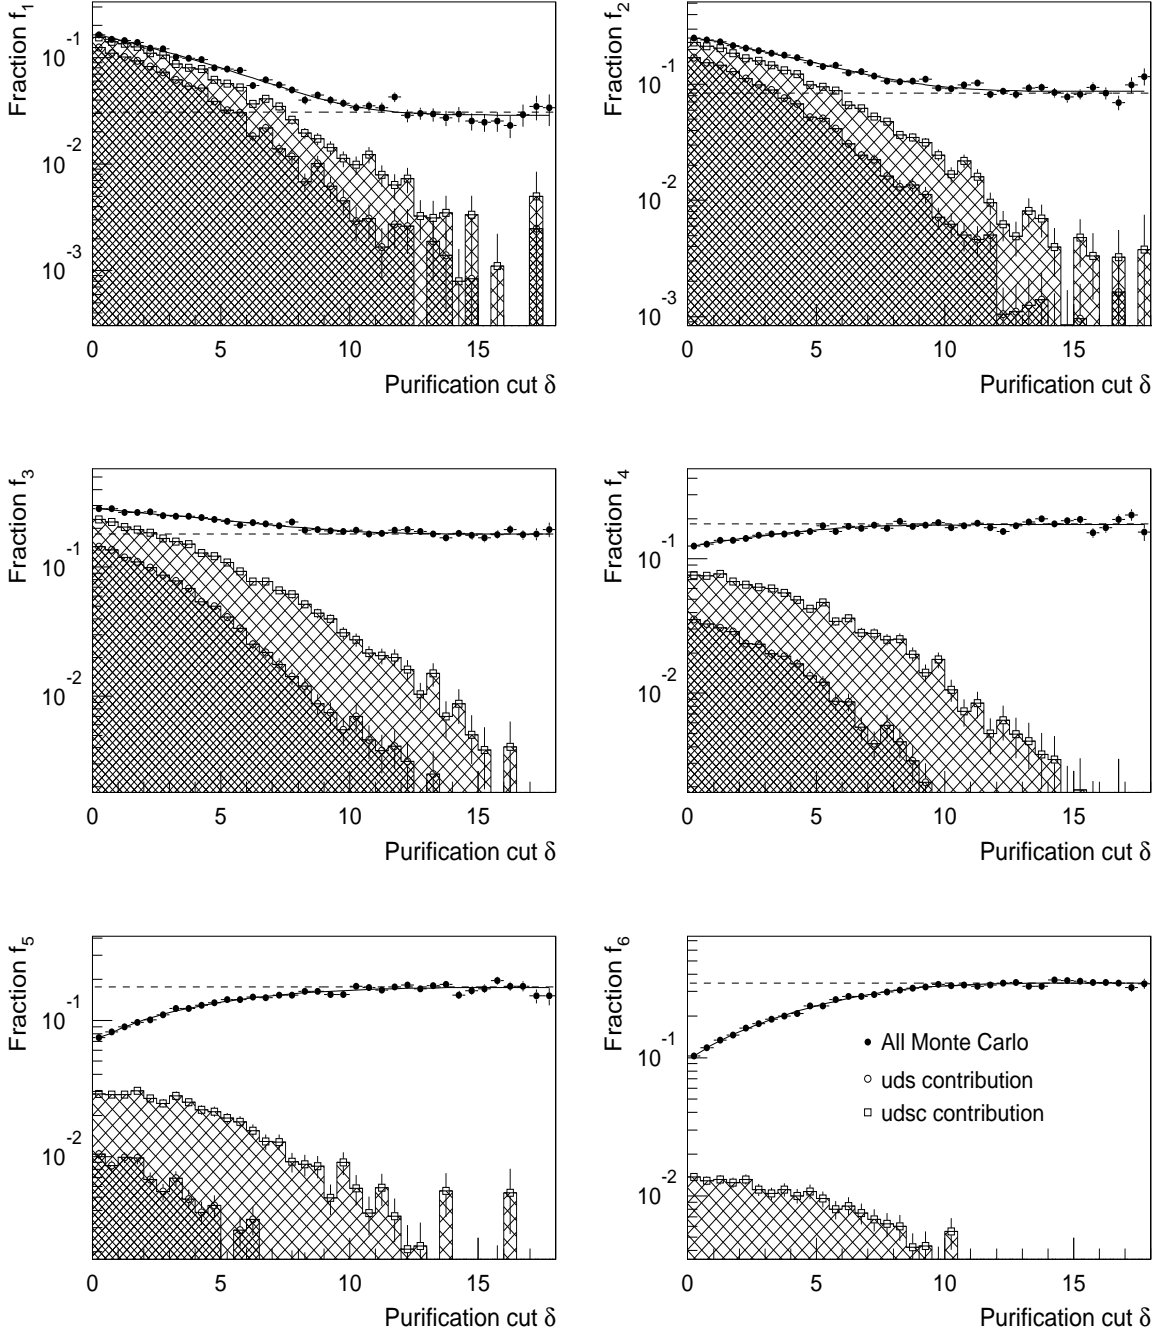 Fraction f1
10-1
10-2
10-3
0 5 10 15
Purification cut δ
Fraction f2
10-1
10-2
10-3
0 5 10 15
Purification cut δ
Fraction f3
10-1
10-2
0 5 10 15
Purification cut δ
Fraction f4
10-1
10-2
0 5 10 15
Purification cut δ
Fraction f5
10-1
10-2
0 5 10 15
Purification cut δ
Fraction f6
10-1
10-2
All Monte Carlo
uds contribution
udsc contribution
0 5 10 15
Purification cut δ